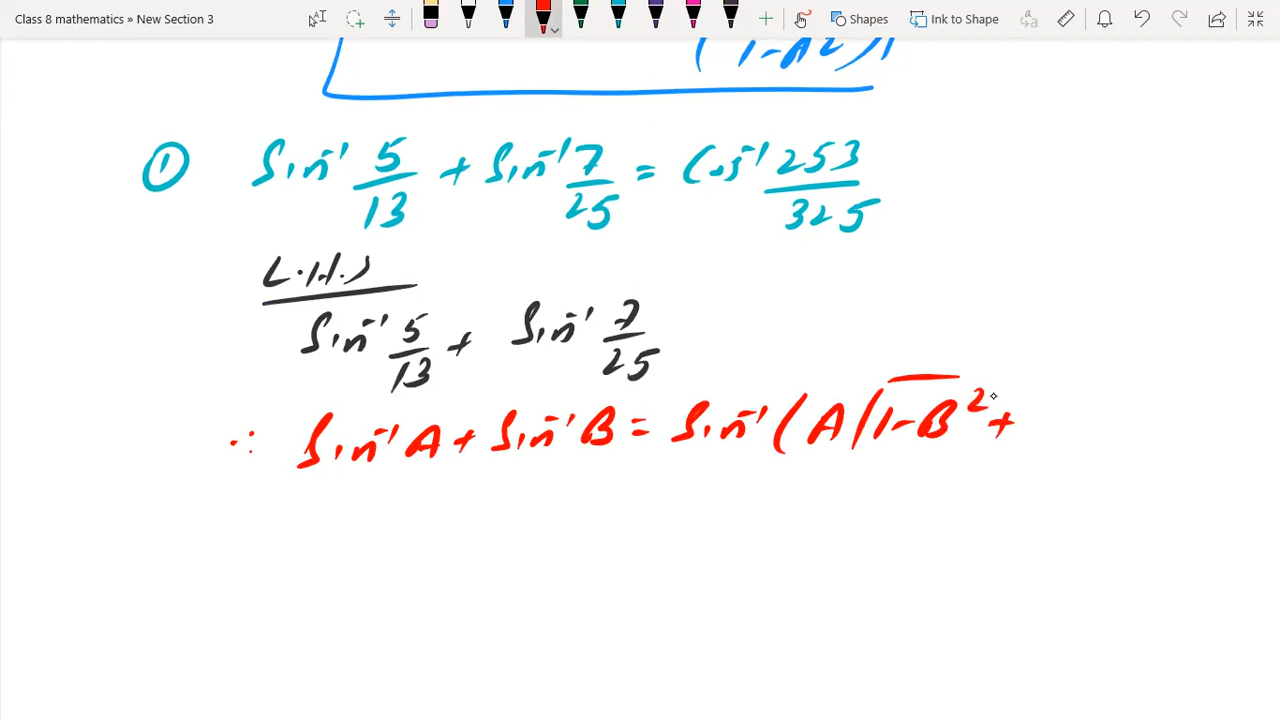 Class 8 mathematics » New Section 3
Shapes
Ink to Shape
(1-A2)
① Sin⁻¹ 5/13 + Sin⁻¹ 7/25 = Cos⁻¹ 253/325
L.H.S
Sin⁻¹ 5/13 + Sin⁻¹ 7/25
∵ Sin⁻¹A + Sin⁻¹B = Sin⁻¹(A√1-B² +